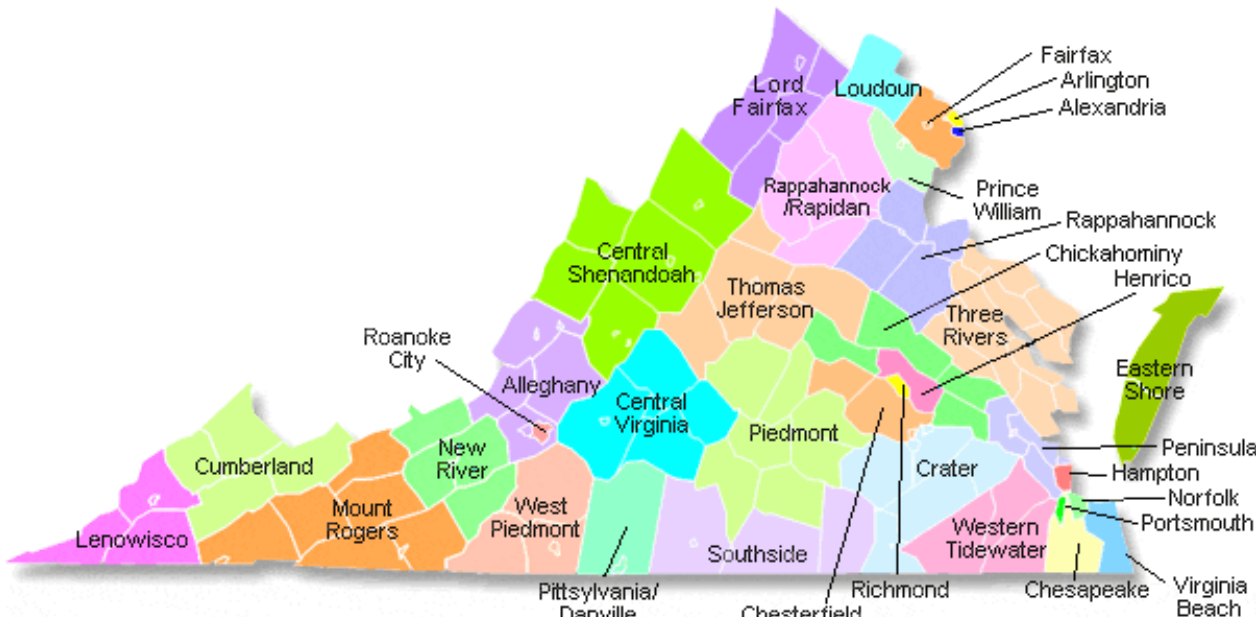 Fairfax
Arlington
Alexandria
Lord
Fairfax
Loudoun
Rappahannock
/Rapidan
Prince
William
Rappahannock
Chickahominy
Henrico
Central
Shenandoah
Thomas
Jefferson
Three
Rivers
Roanoke
City
Eastern
Shore
Alleghany
Central
Virginia
Piedmont
Cumberland
New
River
Crater
Peninsula
Hampton
Norfolk
Portsmouth
Mount
Rogers
West
Piedmont
Lenowisco
Southside
Western
Tidewater
Pittsylvania/
Danville
Chesterfield
Richmond
Chesapeake
Virginia
Beach